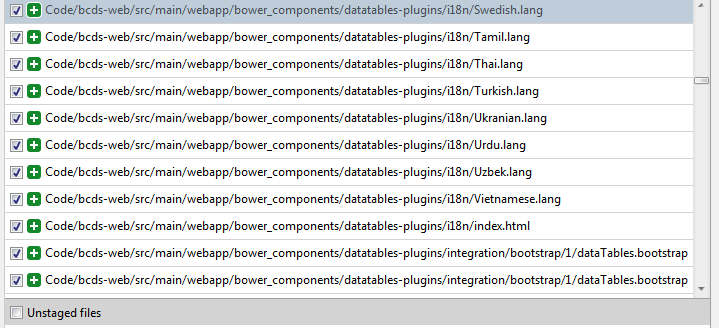 Code/bcds-web/src/main/webapp/bower_components/datatables-plugins/i18n/Swedish.lang
Code/bcds-web/src/main/webapp/bower_components/datatables-plugins/i18n/Tamil.lang
Code/bcds-web/src/main/webapp/bower_components/datatables-plugins/i18n/Thai.lang
Code/bcds-web/src/main/webapp/bower_components/datatables-plugins/i18n/Turkish.lang
Code/bcds-web/src/main/webapp/bower_components/datatables-plugins/i18n/Ukranian.lang
Code/bcds-web/src/main/webapp/bower_components/datatables-plugins/i18n/Urdu.lang
Code/bcds-web/src/main/webapp/bower_components/datatables-plugins/i18n/Uzbek.lang
Code/bcds-web/src/main/webapp/bower_components/datatables-plugins/i18n/Vietnamese.lang
Code/bcds-web/src/main/webapp/bower_components/datatables-plugins/i18n/index.html
Code/bcds-web/src/main/webapp/bower_components/datatables-plugins/integration/bootstrap/1/dataTables.bootstrap
Code/bcds-web/src/main/webapp/bower_components/datatables-plugins/integration/bootstrap/1/dataTables.bootstrap
Unstaged files